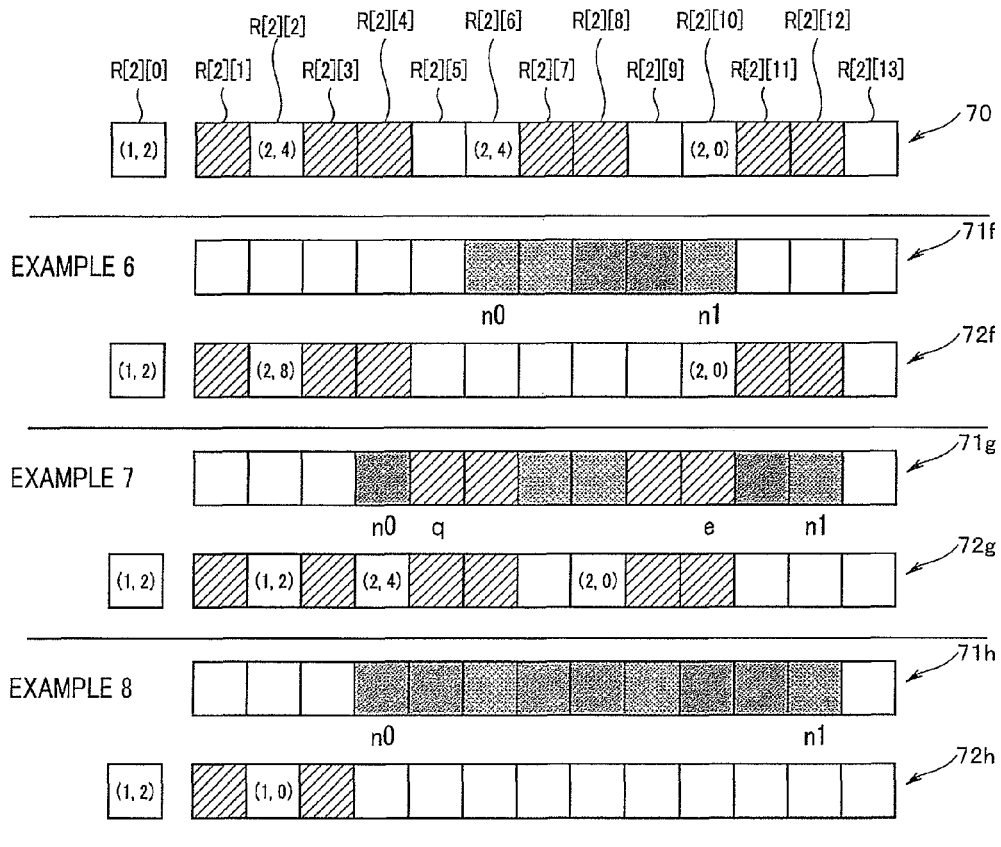 R[2][2] R[2][4] R[2][6] R[2][8] R[2][10] R[2][12]
R[2][0] R[2][1] R[2][3] R[2][5] R[2][7] R[2][9] R[2][11] R[2][13]
70
(1, 2) (2, 4) (2, 4) (2, 0)
71f
EXAMPLE 6
n0 n1
72f
(1, 2) (2, 8) (2, 0)
71g
EXAMPLE 7
n0 q e n1
72g
(1, 2) (1, 2) (2, 4) (2, 0)
71h
EXAMPLE 8
n0 n1
72h
(1, 2) (1, 0)